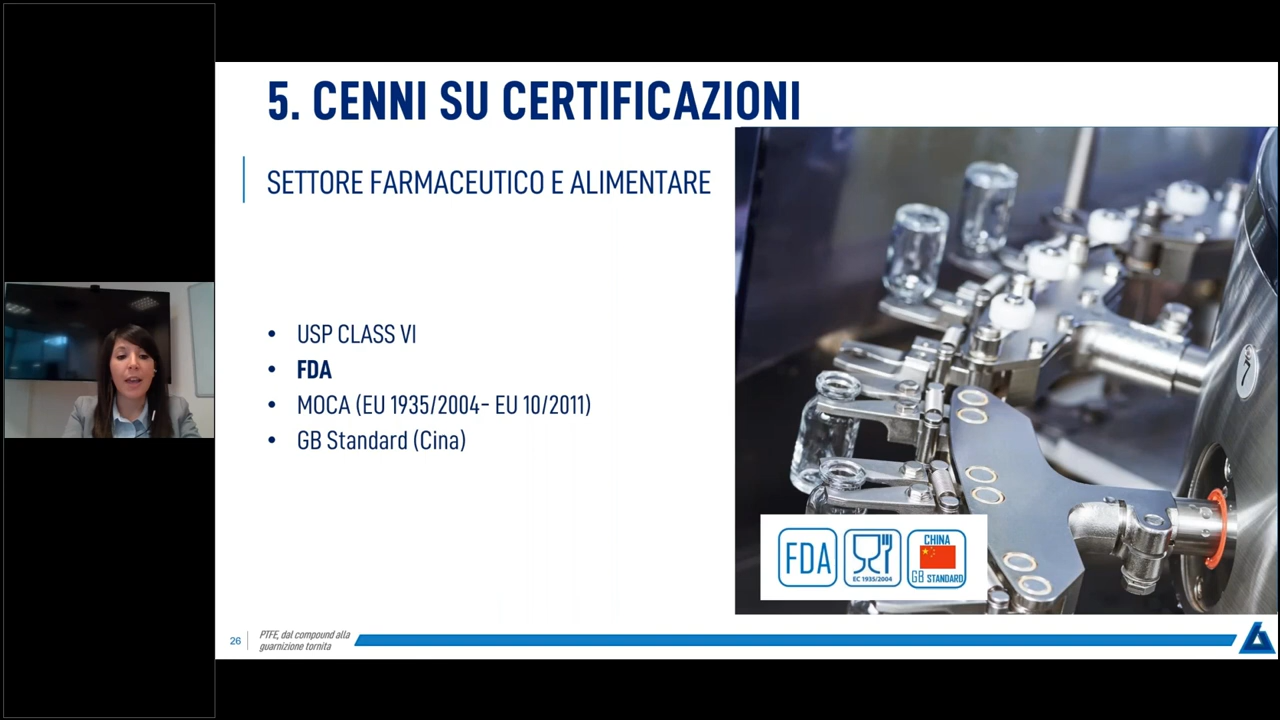 5. CENNI SU CERTIFICAZIONI
SETTORE FARMACEUTICO E ALIMENTARE
• USP CLASS VI
• FDA
• MOCA (EU 1935/2004- EU 10/2011)
• GB Standard (Cina)
FDA
EC 1935/2004
CHINA
GB STANDARD
26
PTFE, dal compound alla
guarnizione tornita